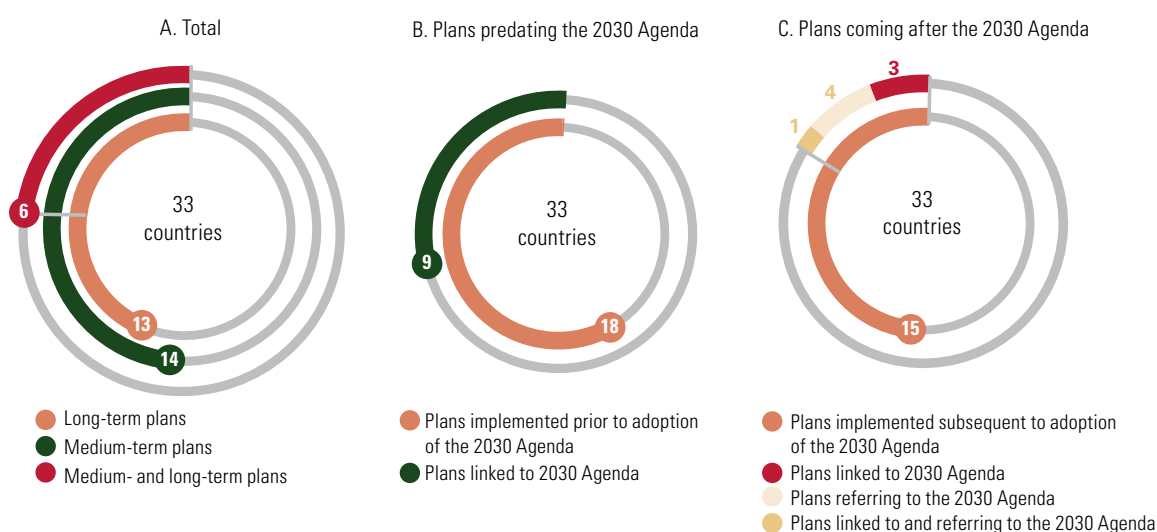 A. Total
33
countries
6
13
14
Long-term plans
Medium-term plans
Medium- and long-term plans
B. Plans predating the 2030 Agenda
33
countries
9
18
Plans implemented prior to adoption
of the 2030 Agenda
Plans linked to 2030 Agenda
C. Plans coming after the 2030 Agenda
3
4
1
33
countries
15
Plans implemented subsequent to adoption
of the 2030 Agenda
Plans linked to 2030 Agenda
Plans referring to the 2030 Agenda
Plans linked to and referring to the 2030 Agenda